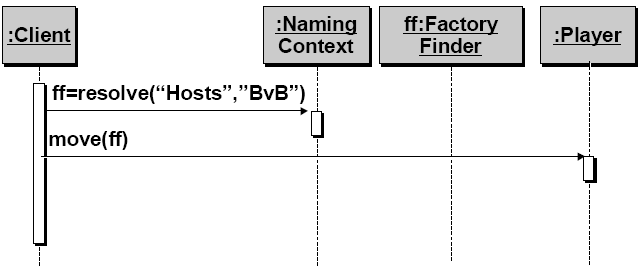 :Client
:Naming
Context
ff:Factory
Finder
:Player
ff=resolve(“Hosts”,”BvB”)
move(ff)